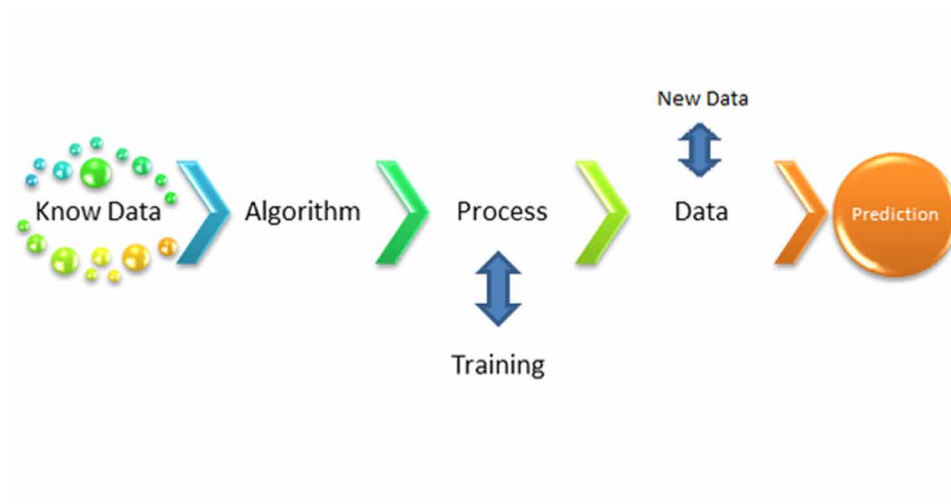 New Data
Know Data
Algorithm
Process
Data
Prediction
Training